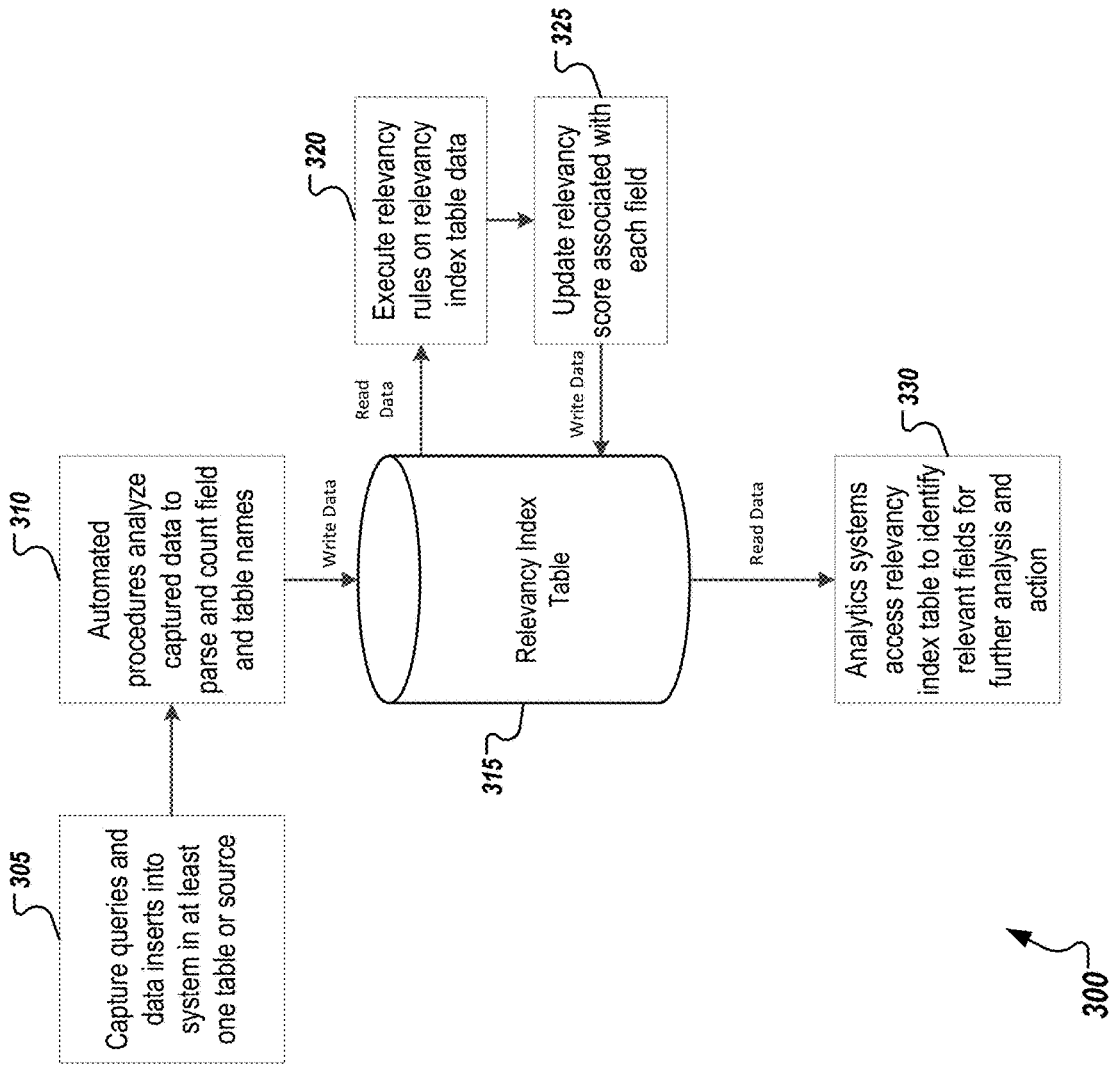 305
Capture queries and
data inserts into
system in at least
one table or source
310
Automated
procedures analyze
captured data to
parse and count field
and table names
Write Data
315
Relevancy Index
Table
Read
Data
320
Execute relevancy
rules on relevancy
index table data
325
Update relevancy
score associated with
each field
Write Data
Read Data
330
Analytics systems
access relevancy
index table to identify
relevant fields for
further analysis and
action
300